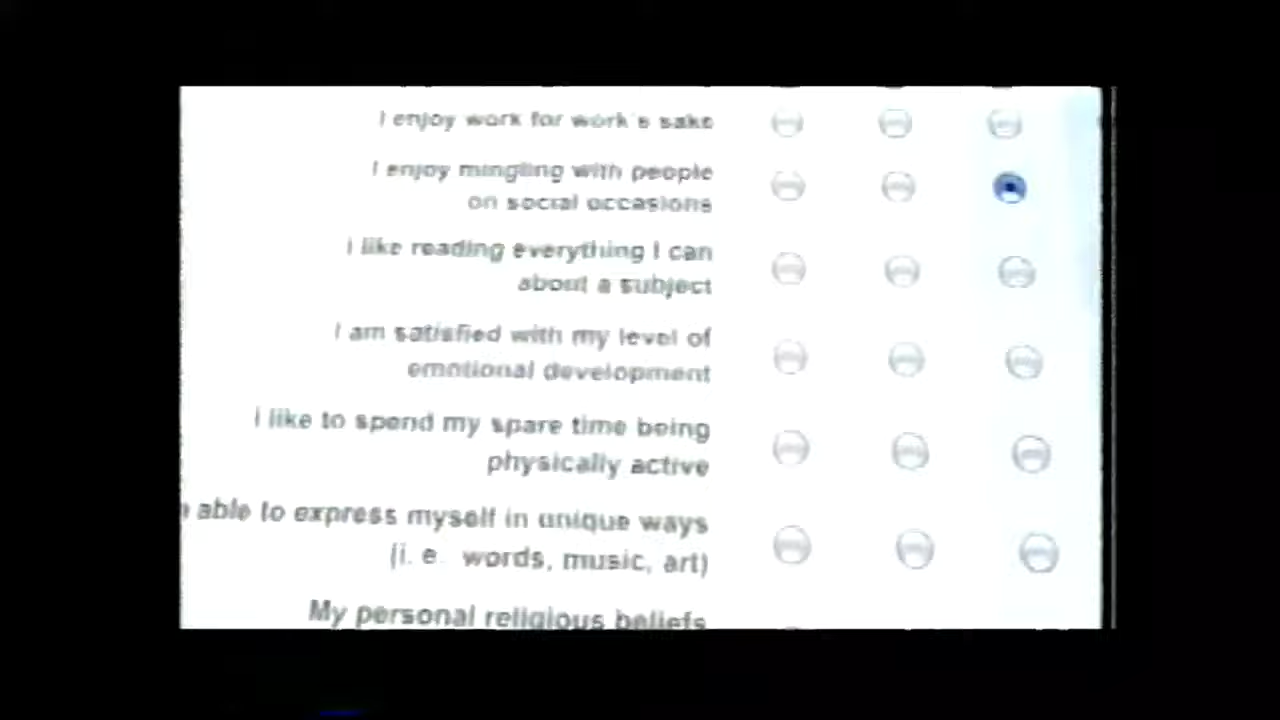 I enjoy work for work's sake
I enjoy mingling with people
on social occasions
I like reading everything I can
about a subject
I am satisfied with my level of
emotional development
I like to spend my spare time being
physically active
able to express myself in unique ways
(i. e. words, music, art)
My personal religious beliefs